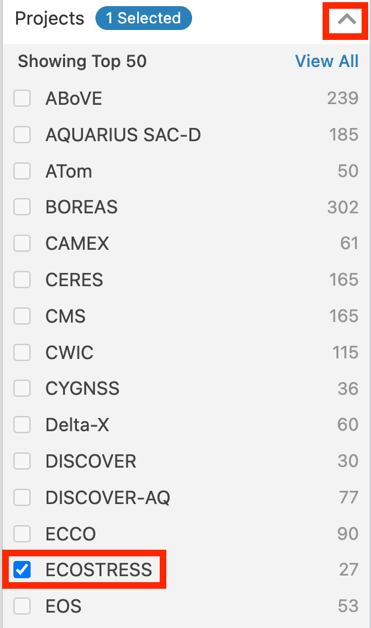 Projects 1 Selected
Showing Top 50 View All
ABoVE 239
AQUARIUS SAC-D 185
ATom 50
BOREAS 302
CAMEX 61
CERES 165
CMS 165
CWIC 115
CYGNSS 36
Delta-X 60
DISCOVER 30
DISCOVER-AQ 77
ECCO 90
ECOSTRESS 27
EOS 53